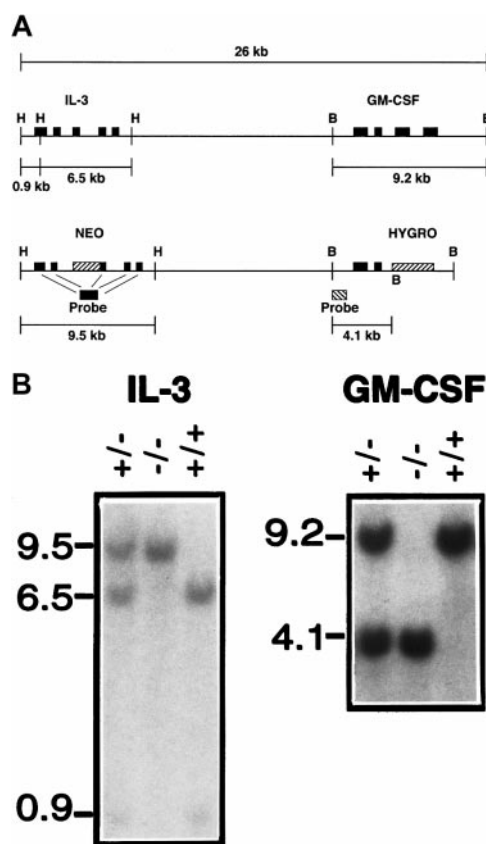 A
26 kb
IL-3 GM-CSF
H H H B B
0.9 kb 6.5 kb 9.2 kb
NEO HYGRO
H H B B
B
Probe Probe
9.5 kb 4.1 kb
B IL-3 GM-CSF
+/- -/- +/+ +/- -/- +/+
9.5 9.2
6.5
4.1
0.9